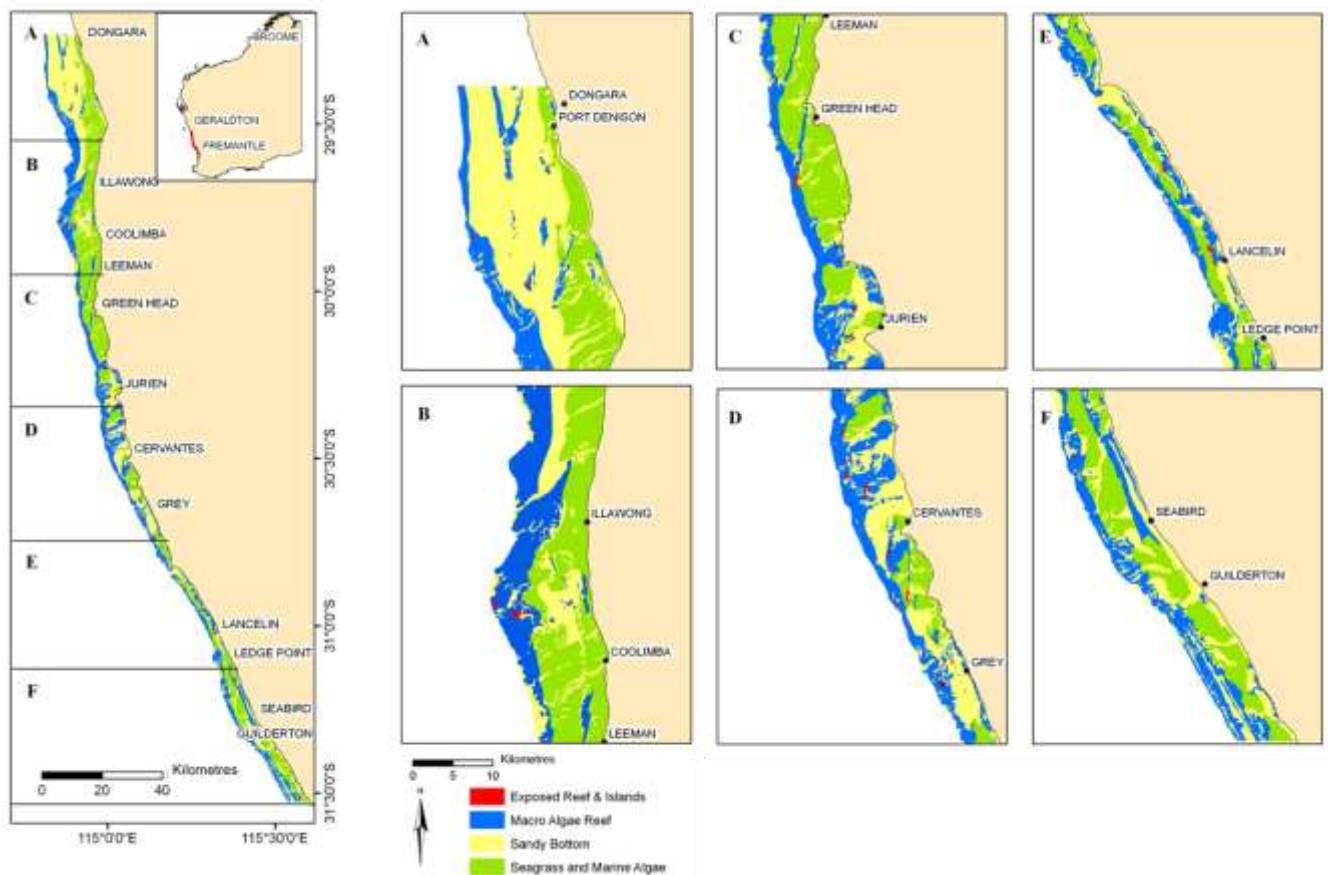 A
DONGARA
BROOME
GERALDTON
FREMANTLE
29°30'0"S
B
ILLAWONG
COOLIMBA
LEEMAN
30°0'0"S
C
GREEN HEAD
JURIEN
D
CERVANTES
30°30'0"S
GREY
E
LANCELIN
31°0'0"S
LEDGE POINT
F
SEABIRD
GUILDERTON
Kilometres
0 20 40
31°30'0"S
115°0'0"E 115°30'0"E
A
DONGARA
PORT DENISON
B
ILLAWONG
COOLIMBA
LEEMAN
Kilometres
0 5 10
Exposed Reef & Islands
Macro Algae Reef
Sandy Bottom
Seagrass and Marine Algae
C
LEEMAN
GREEN HEAD
JURIEN
D
CERVANTES
GREY
E
LANCELIN
LEDGE POINT
F
SEABIRD
GUILDERTON